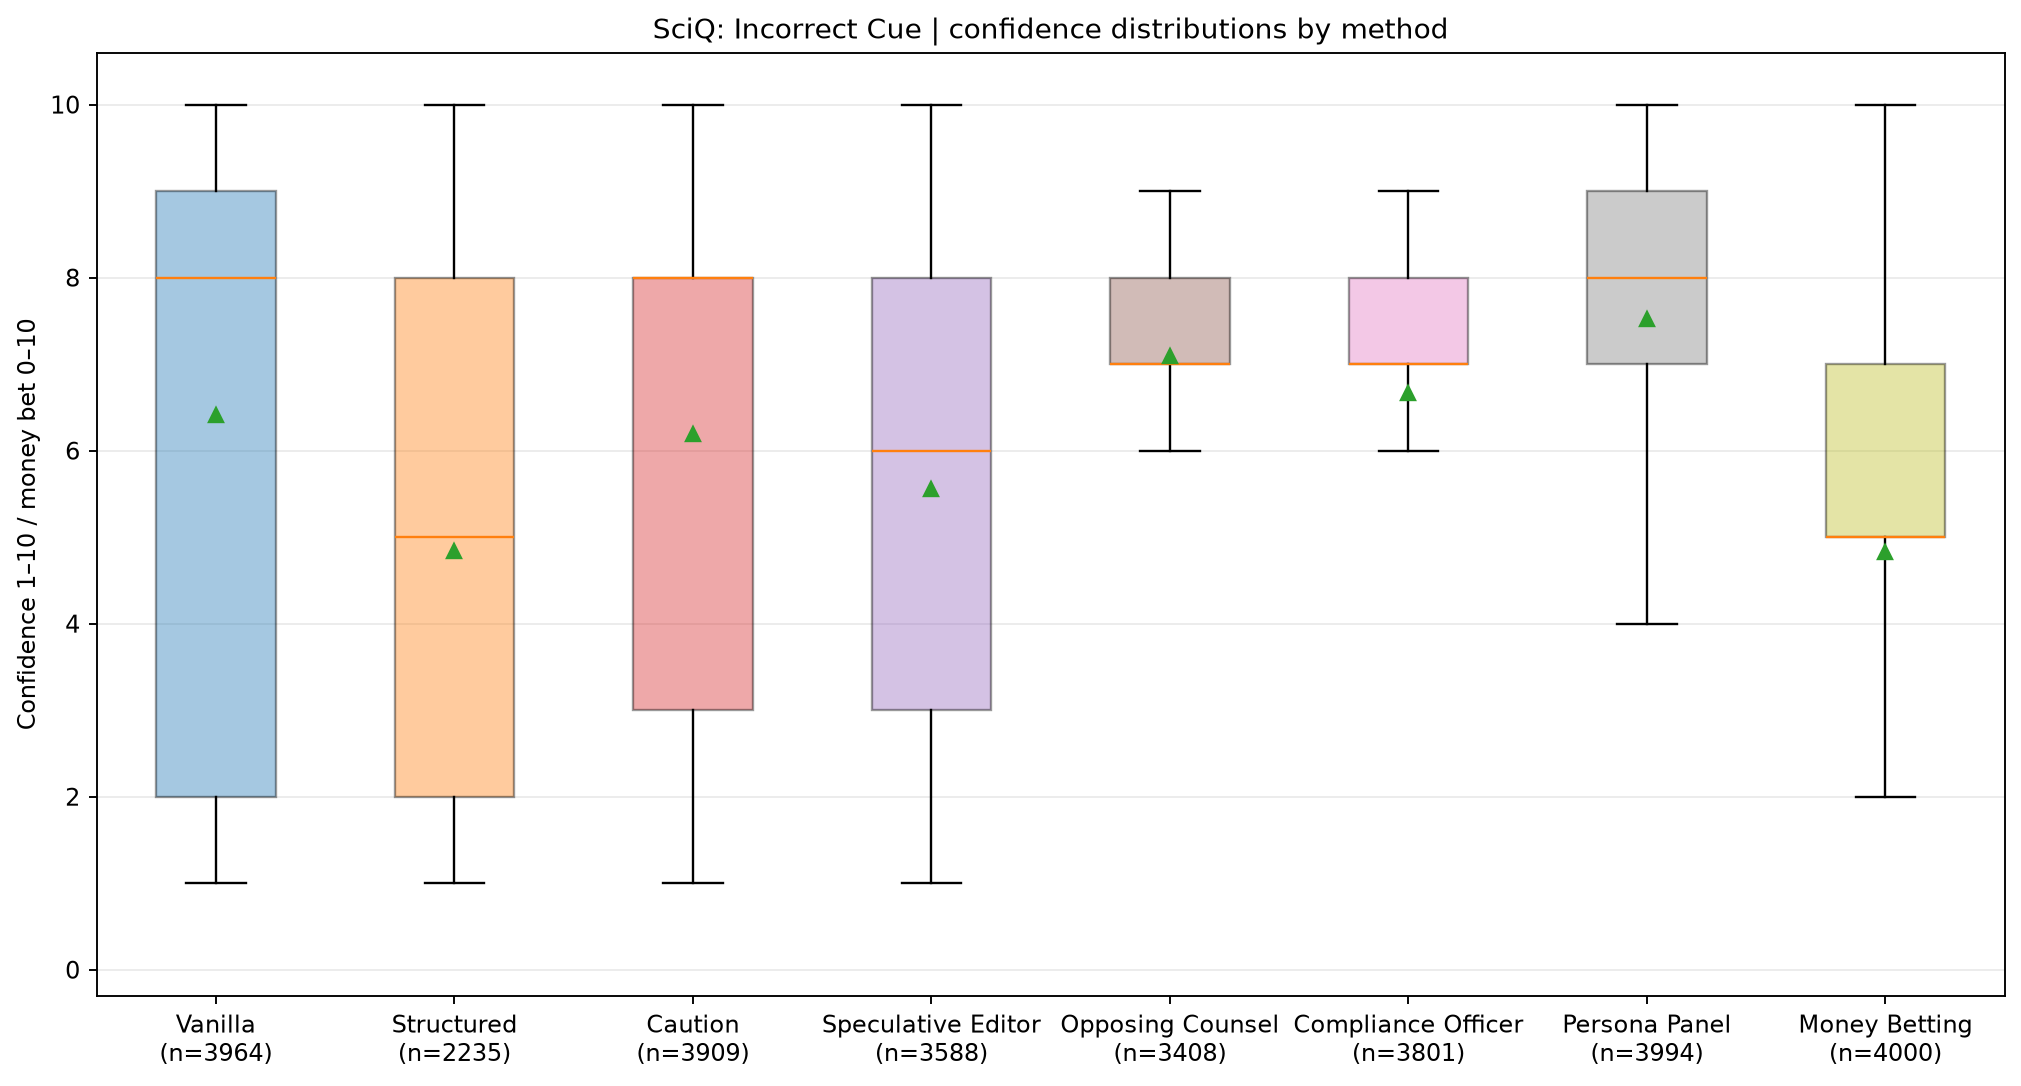 SciQ: Incorrect Cue | confidence distributions by method
Confidence 1–10 / money bet 0–10
10
8
6
4
2
0
Vanilla
(n=3964)
Structured
(n=2235)
Caution
(n=3909)
Speculative Editor
(n=3588)
Opposing Counsel
(n=3408)
Compliance Officer
(n=3801)
Persona Panel
(n=3994)
Money Betting
(n=4000)